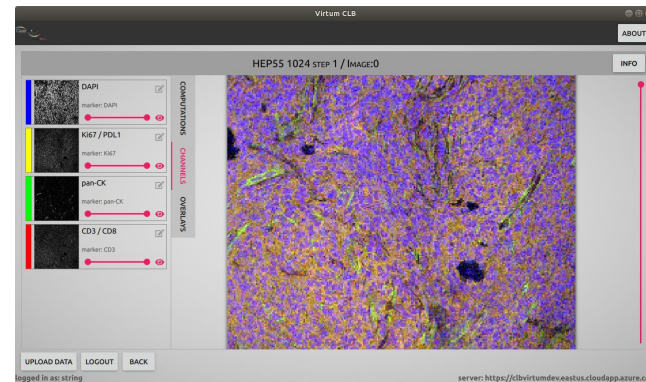 Virtum CLB
ABOUT
HEP55 1024 STEP 1 / IMAGE:0
INFO
DAPI
marker: DAPI
Ki67 / PDL1
marker: Ki67
pan-CK
marker: pan-CK
CD3 / CD8
marker: CD3
COMPUTATIONS
CHANNELS
OVERLAYS
UPLOAD DATA
LOGOUT
BACK
logged in as: string
server: https://clbvirtumdev.eastus.cloudapp.azure.c